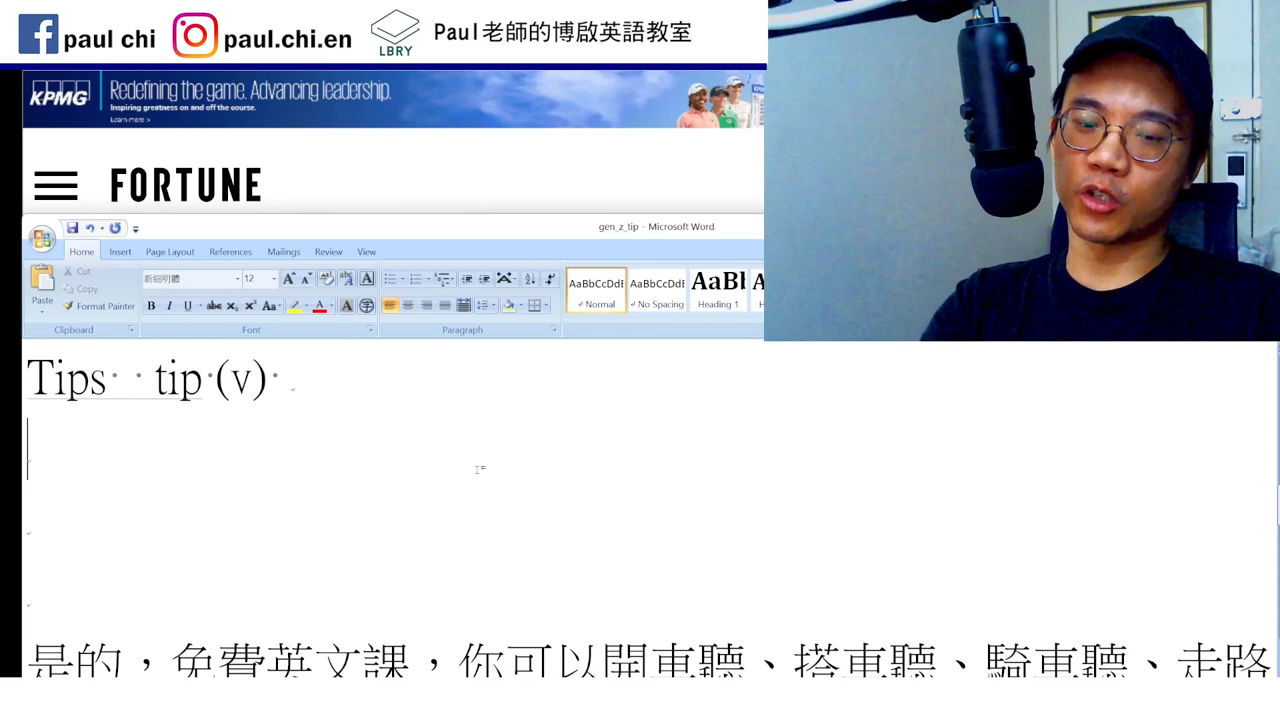 paul chi
paul.chi.en
LBRY
Paul老師的博啟英語教室
KPMG
Redefining the game. Advancing leadership.
Inspiring greatness on and off the course.
Learn more >
FORTUNE
gen_z_tip - Microsoft Word
Home Insert Page Layout References Mailings Review View
Paste
Cut
Copy
Format Painter
新細明體 12
AaBbCcDdE AaBbCcDdE AaBb
Normal No Spacing Heading 1
Clipboard Font Paragraph
Tips tip (v)
是的，免費英文課，你可以開車聽、搭車聽、騎車聽、走路